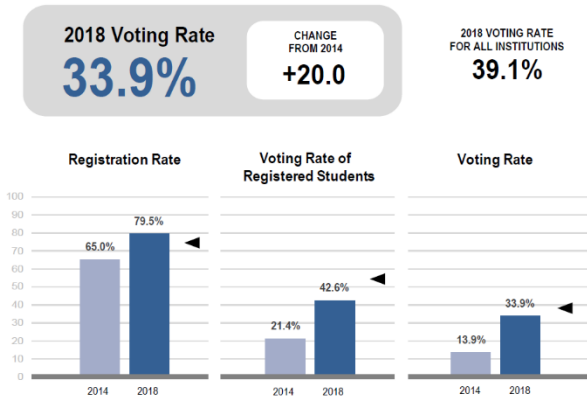 2018 Voting Rate
33.9%
CHANGE
FROM 2014
+20.0
2018 VOTING RATE
FOR ALL INSTITUTIONS
39.1%
Registration Rate
Voting Rate of
Registered Students
Voting Rate
100
90
80
70
60
50
40
30
20
10
0
65.0%
79.5%
2014
2018
21.4%
42.6%
2014
2018
13.9%
33.9%
2014
2018